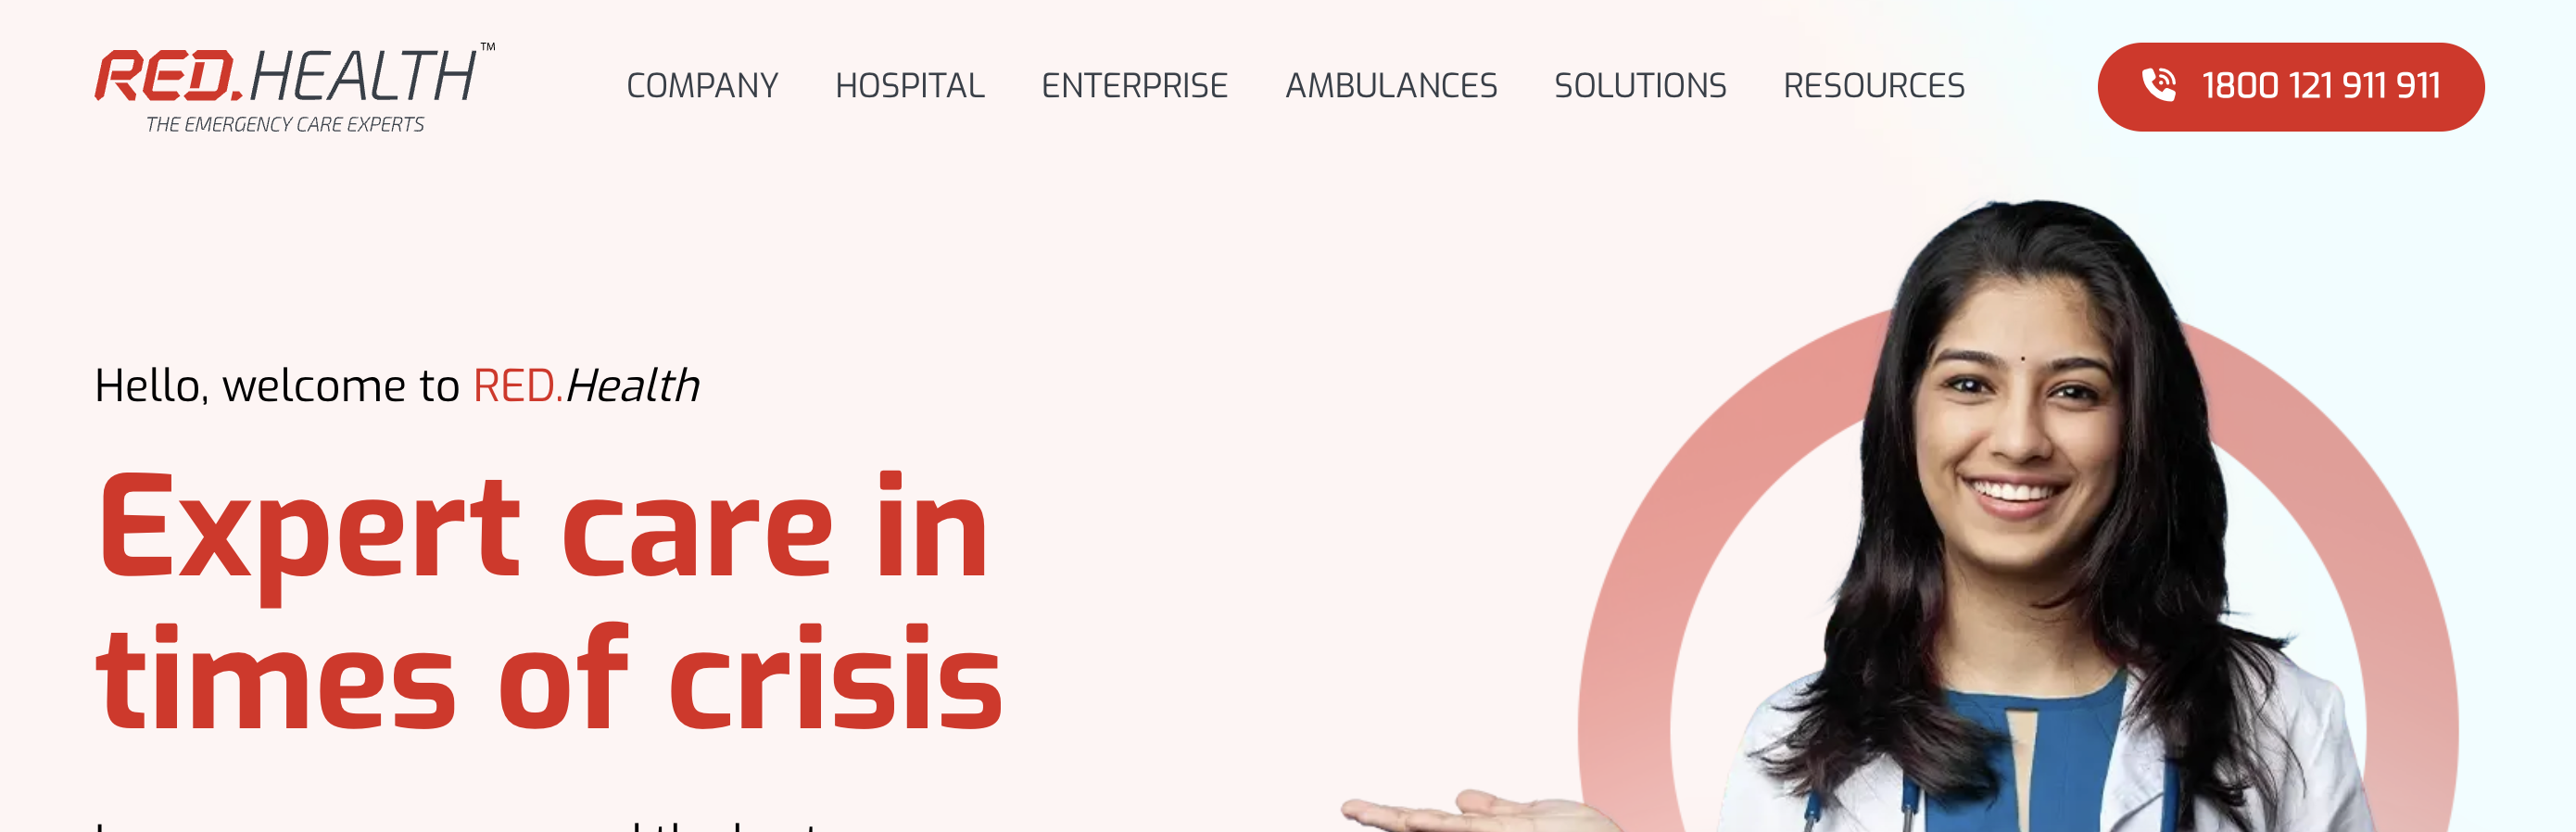 RED.HEALTH™
THE EMERGENCY CARE EXPERTS
COMPANY HOSPITAL ENTERPRISE AMBULANCES SOLUTIONS RESOURCES
1800 121 911 911
Hello, welcome to RED.Health
Expert care in
times of crisis